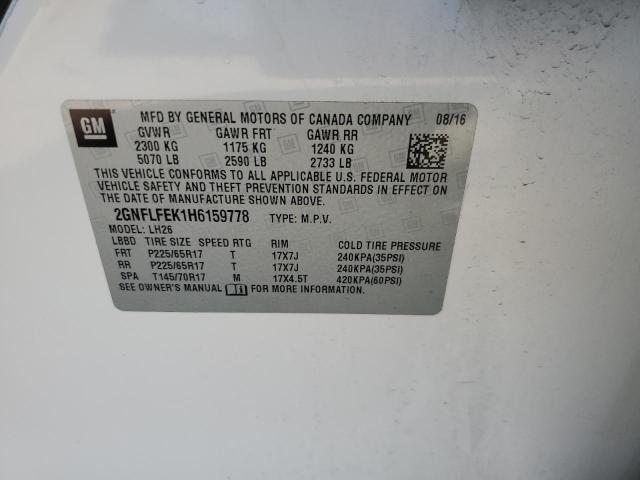 GM
MFD BY GENERAL MOTORS OF CANADA COMPANY 08/16
GVWR GAWR FRT GAWR RR
2300 KG 1175 KG 1240 KG
5070 LB 2590 LB 2733 LB
THIS VEHICLE CONFORMS TO ALL APPLICABLE U.S. FEDERAL MOTOR
VEHICLE SAFETY AND THEFT PREVENTION STANDARDS IN EFFECT ON
THE DATE OF MANUFACTURE SHOWN ABOVE.
2GNFLFEK1H6159778 TYPE: M.P.V.
MODEL: LH26
LBBD TIRE SIZE SPEED RTG RIM COLD TIRE PRESSURE
FRT P225/65R17 T 17X7J 240KPA(35PSI)
RR P225/65R17 T 17X7J 240KPA(35PSI)
SPA T145/70R17 M 17X4.5T 420KPA(60PSI)
SEE OWNER'S MANUAL FOR MORE INFORMATION.